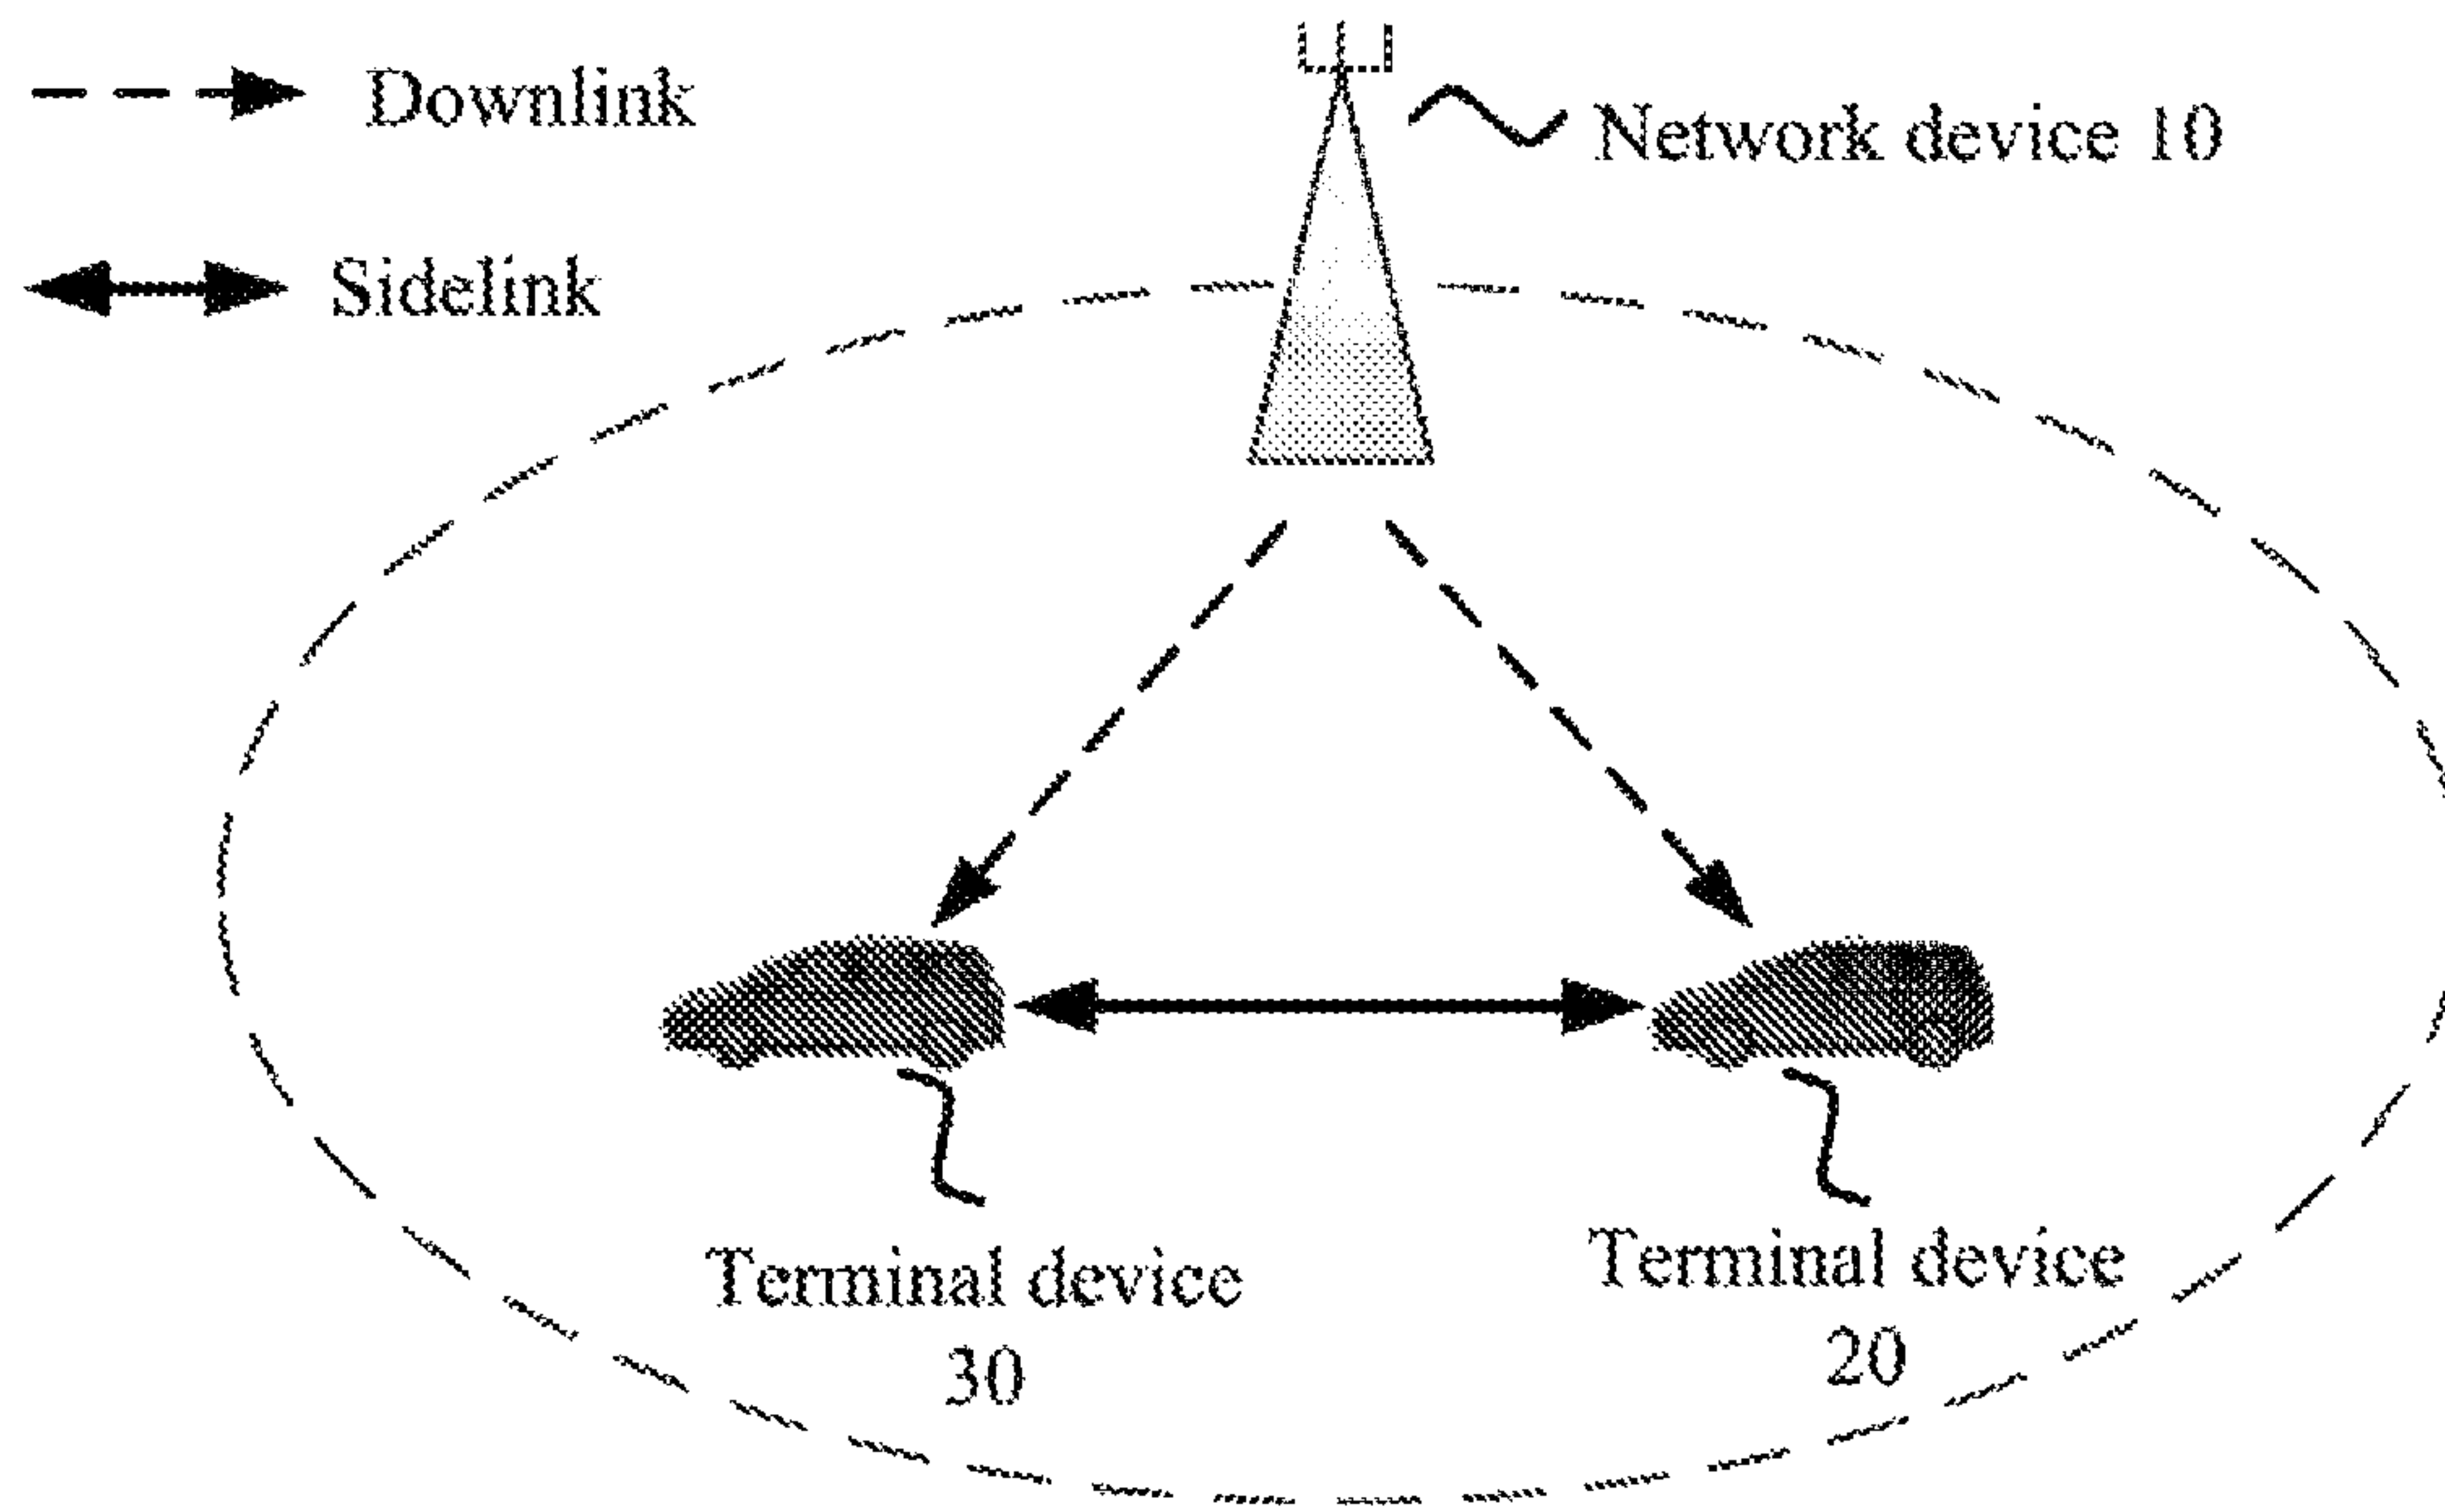 Downlink
Network device 10
Sidelink
Terminal device
30
Terminal device
20